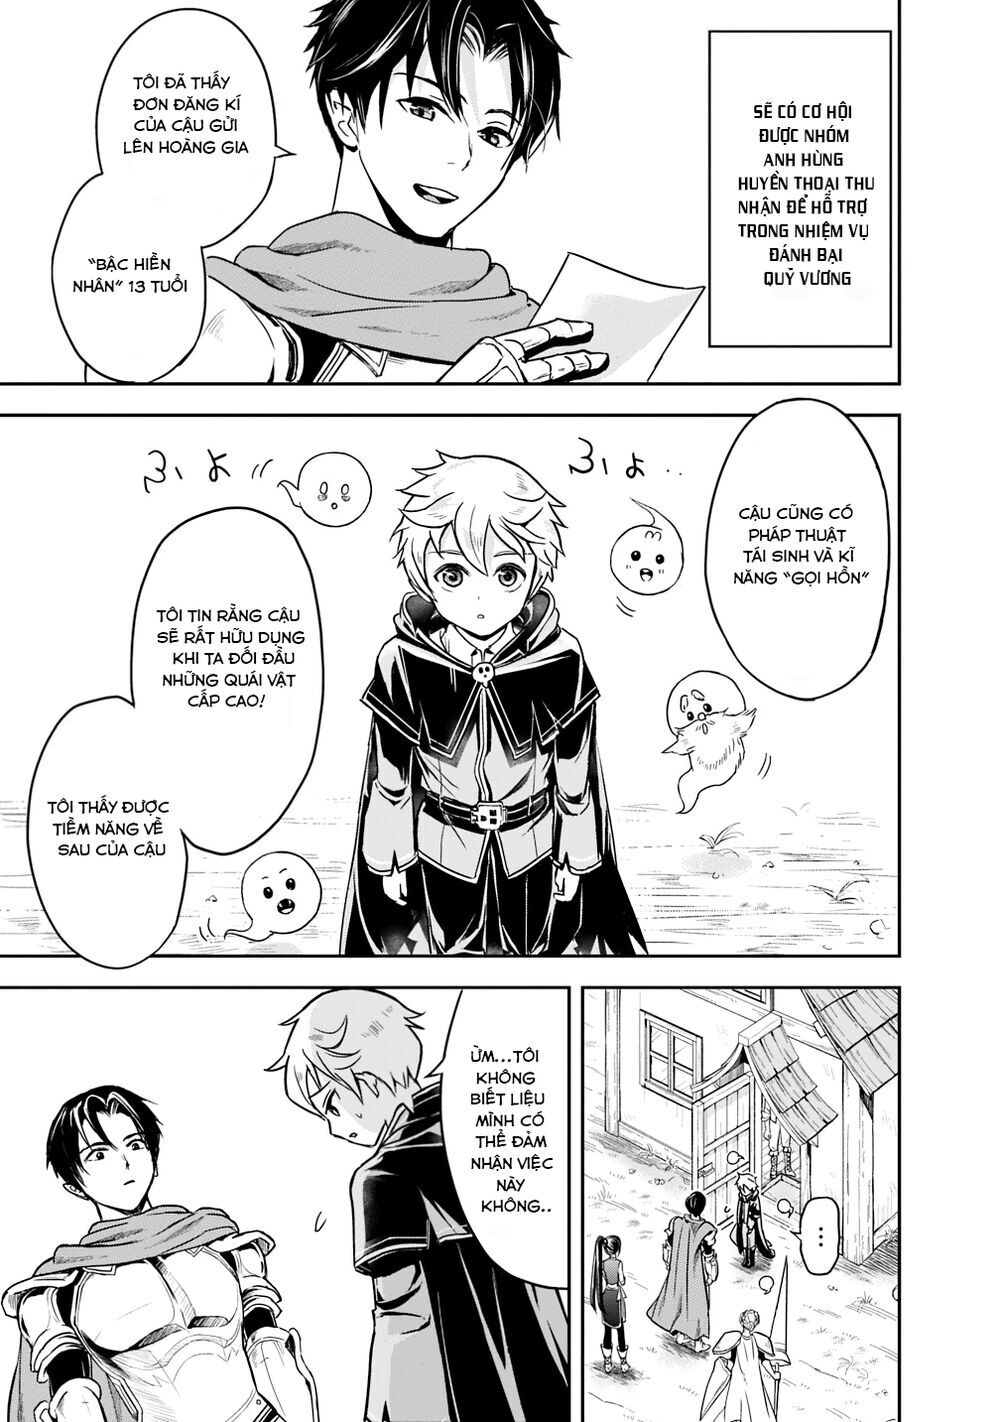 SẼ CÓ CƠ HỘI
ĐƯỢC NHÓM
ANH HÙNG
HUYỀN THOẠI THU
NHẬN ĐỂ HỖ TRỢ
TRONG NHIỆM VỤ
ĐÁNH BẠI
QUỶ VƯƠNG
TÔI ĐÃ THẤY
ĐƠN ĐĂNG KÍ
CỦA CẬU GỬI
LÊN HOÀNG GIA
“BẬC HIỀN
NHÂN” 13 TUỔI
CẬU CŨNG CÓ
PHÁP THUẬT
TÁI SINH VÀ KĨ
NĂNG “GỌI HỒN”
ふよ..
ふよ
TÔI TIN RẰNG CẬU
SẼ RẤT HỮU DỤNG
KHI TA ĐỐI ĐẦU
NHỮNG QUÁI VẬT
CẤP CAO!
TÔI THẤY ĐƯỢC
TIỀM NĂNG VỀ
SAU CỦA CẬU
...
ỪM...TÔI
KHÔNG
BIẾT LIỆU
MÌNH CÓ
THỂ ĐẢM
NHẬN VIỆC
NÀY
KHÔNG..